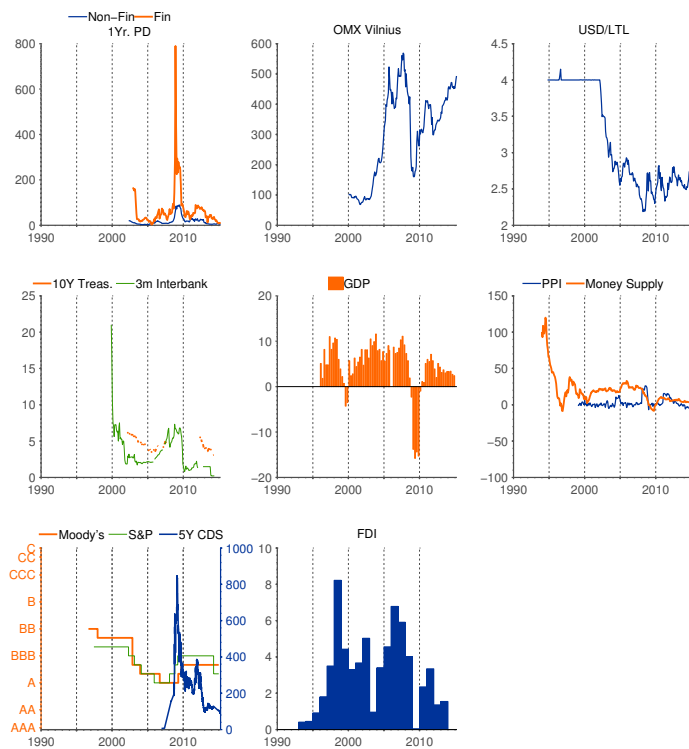 Non−Fin Fin
1Yr. PD
800
600
400
200
0
1990 2000 2010
OMX Vilnius
600
500
400
300
200
100
0
1990 2000 2010
USD/LTL
4.5
4
3.5
3
2.5
2
1990 2000 2010
10Y Treas. 3m Interbank
25
20
15
10
5
0
1990 2000 2010
GDP
20
10
0
−10
−20
1990 2000 2010
PPI Money Supply
150
100
50
0
−50
−100
1990 2000 2010
Moody's S&P 5Y CDS
C
CC
CCC
B
BB
BBB
A
AA
AAA
1000
800
600
400
200
0
1990 2000 2010
FDI
10
8
6
4
2
0
1990 2000 2010